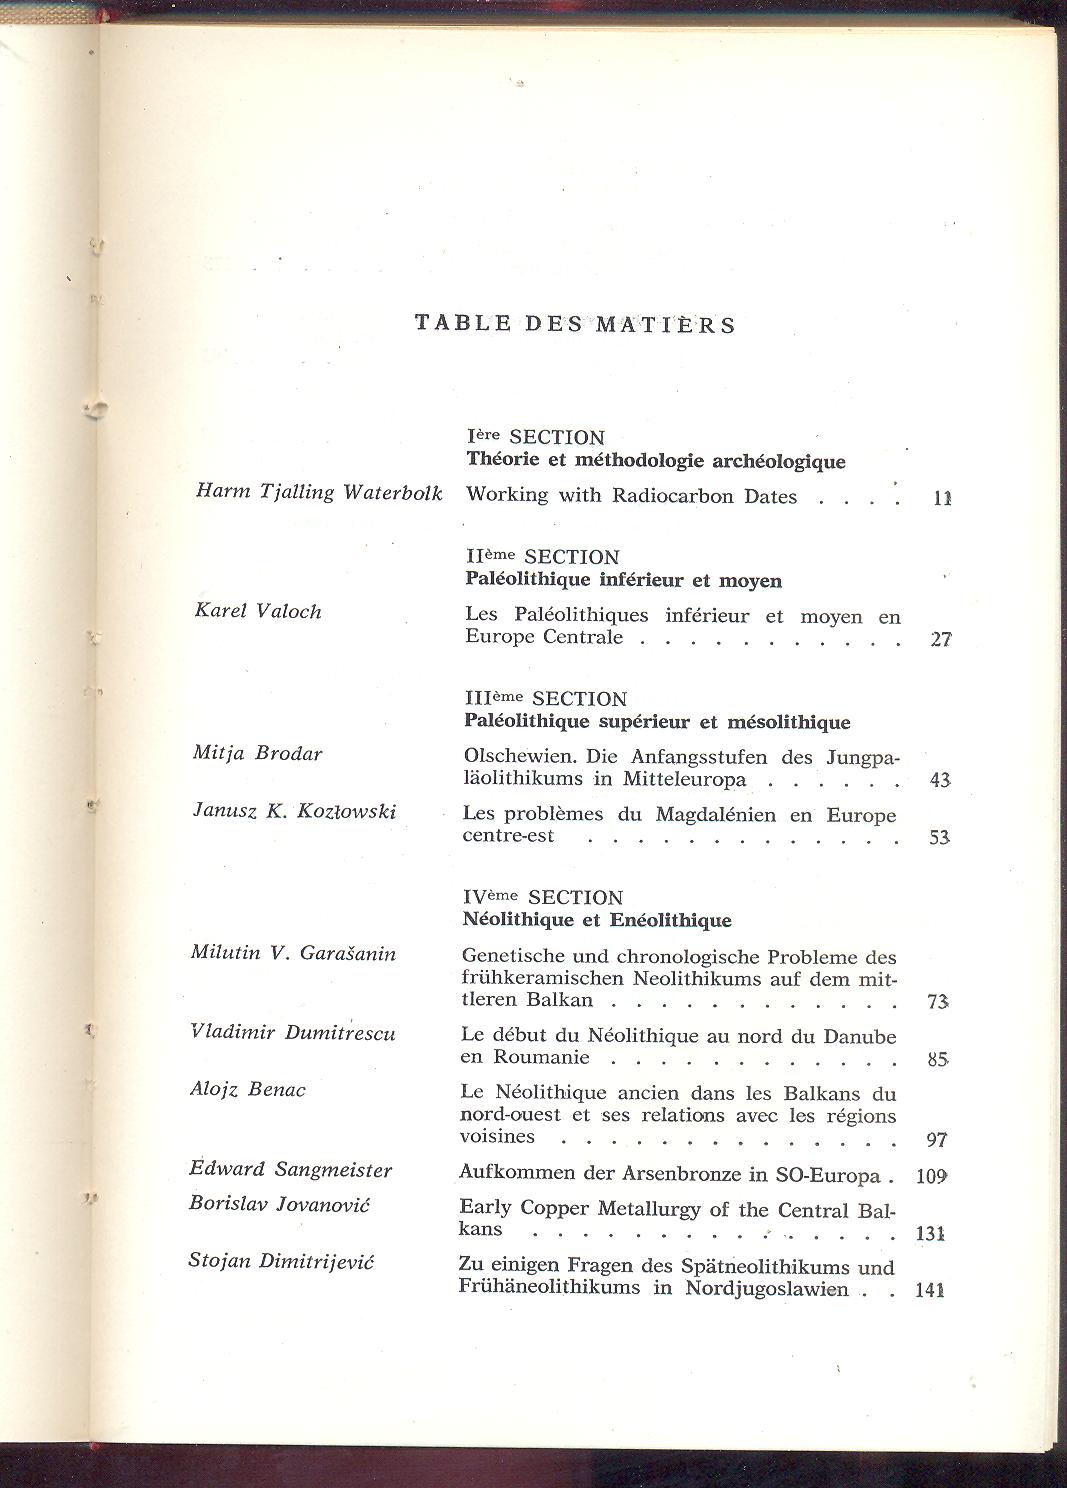 TABLE DES MATIÈRS
Ière SECTION
Théorie et méthodologie archéologique
Harm Tjalling Waterbolk Working with Radiocarbon Dates . . . . 11
IIème SECTION
Paléolithique inférieur et moyen
Karel Valoch Les Paléolithiques inférieur et moyen en
Europe Centrale . . . . . . . . . . . 27
IIIème SECTION
Paléolithique supérieur et mésolithique
Mitja Brodar Olschewien. Die Anfangsstufen des Jungpa-
läolithikums in Mitteleuropa . . . . . . 43
Janusz K. Kozłowski Les problèmes du Magdalénien en Europe
centre-est . . . . . . . . . . . . . 53
IVème SECTION
Néolithique et Enéolithique
Milutin V. Garašanin Genetische und chronologische Probleme des
frühkeramischen Neolithikums auf dem mit-
tleren Balkan . . . . . . . . . . . . 73
Vladimir Dumitrescu Le début du Néolithique au nord du Danube
en Roumanie . . . . . . . . . . . . 85
Alojz Benac Le Néolithique ancien dans les Balkans du
nord-ouest et ses relations avec les régions
voisines . . . . . . . . . . . . . . 97
Edward Sangmeister Aufkommen der Arsenbronze in SO-Europa . 109
Borislav Jovanović Early Copper Metallurgy of the Central Bal-
kans . . . . . . . . . . . . . . . 131
Stojan Dimitrijević Zu einigen Fragen des Spätneolithikums und
Frühäneolithikums in Nordjugoslawien . . 141